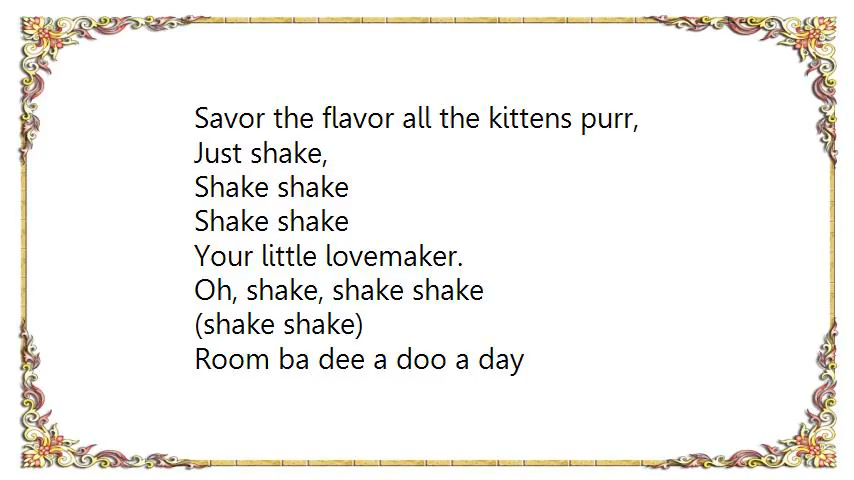 Savor the flavor all the kittens purr,
Just shake,
Shake shake
Shake shake
Your little lovemaker.
Oh, shake, shake shake
(shake shake)
Room ba dee a doo a day